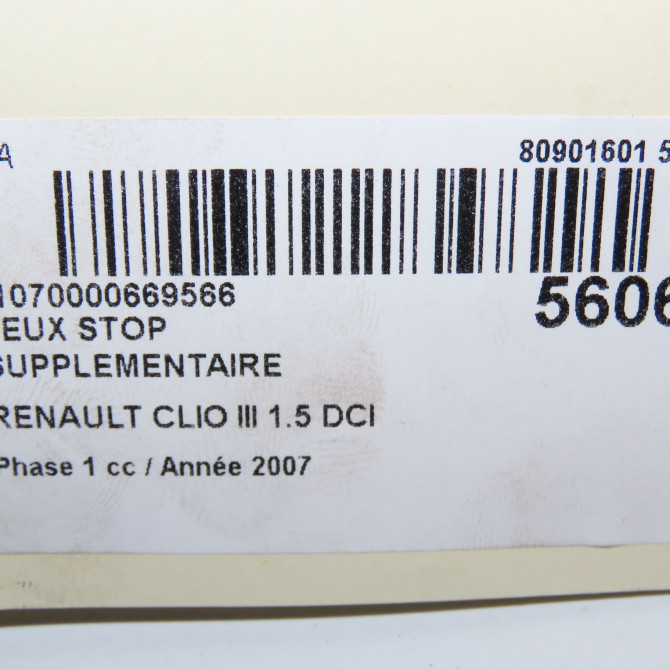 A 80901601 5
1070000669566 5606
EUX STOP
SUPPLEMENTAIRE
RENAULT CLIO III 1.5 DCI
Phase 1 cc / Année 2007